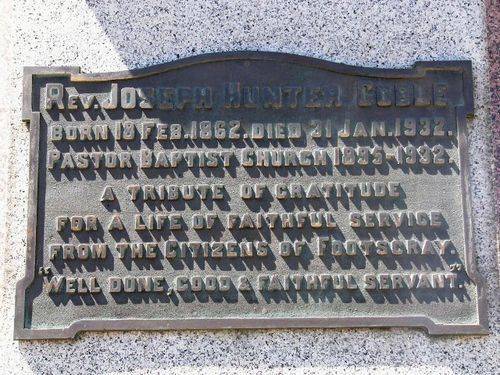 Rev. Joseph Hunter Goble
Born 18 Feb. 1862. Died 31 Jan. 1932.
Pastor Baptist Church 1895-1932.
A tribute of gratitude
for a life of faithful service
from the Citizens of Footscray.
"Well done, good & faithful servant."